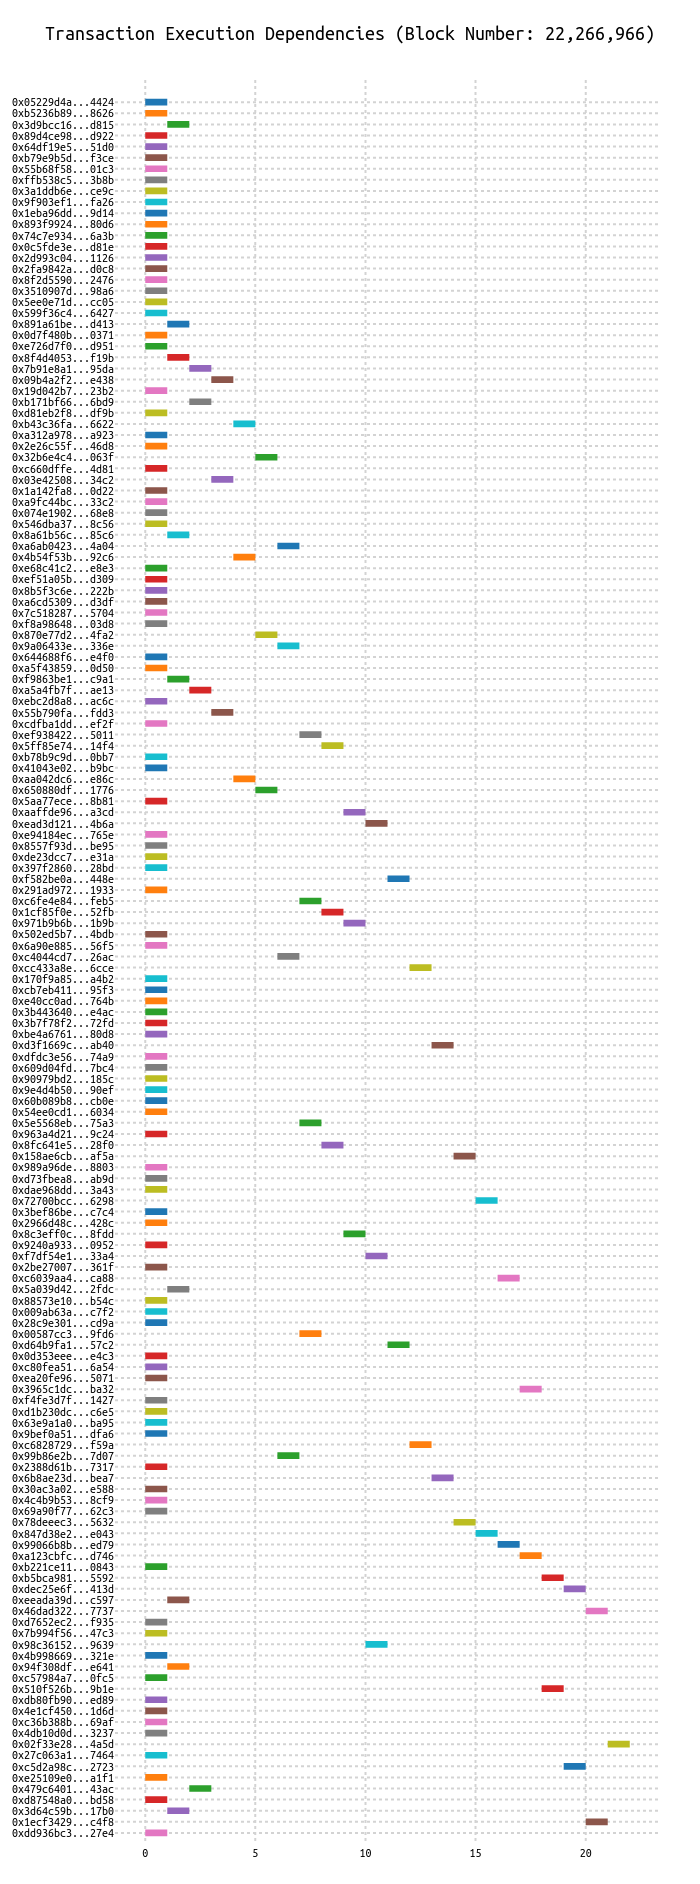 Transaction Execution Dependencies (Block Number: 22,266,966)
0x05229d4a...4424
0xb5236b89...8626
0x3d9bcc16...d815
0x89d4ce98...d922
0x64df19e5...51d0
0xb79e9b5d...f3ce
0x55b68f58...01c3
0xffb538c5...3b8b
0x3a1ddb6e...ce9c
0x9f903ef1...fa26
0x1eba96dd...9d14
0x893f9924...80d6
0x74c7e934...6a3b
0x0c5fde3e...d81e
0x2d993c04...1126
0x2fa9842a...d0c8
0x8f2d5590...2476
0x3510907d...98a6
0x5ee0e71d...cc05
0x599f36c4...6427
0x891a61be...d413
0x0d7f480b...0371
0xe726d7f0...d951
0x8f4d4053...f19b
0x7b91e8a1...95da
0x09b4a2f2...e438
0x19d042b7...23b2
0xb171bf66...6bd9
0xd81eb2f8...df9b
0xb43c36fa...6622
0xa312a978...a923
0x2e26c55f...46d8
0x32b6e4c4...063f
0xc660dffe...4d81
0x03e42508...34c2
0x1a142fa8...0d22
0xa9fc44bc...33c2
0x074e1902...68e8
0x546dba37...8c56
0x8a61b56c...85c6
0xa6ab0423...4a04
0x4b54f53b...92c6
0xe68c41c2...e8e3
0xef51a05b...d309
0x8b5f3c6e...222b
0xa6cd5309...d3df
0x7c518287...5704
0xf8a98648...03d8
0x870e77d2...4fa2
0x9a06433e...336e
0x644688f6...e4f0
0xa5f43859...0d50
0xf9863be1...c9a1
0xa5a4fb7f...ae13
0xebc2d8a8...ac6c
0x55b790fa...fdd3
0xcdfba1dd...ef2f
0xef938422...5011
0x5ff85e74...14f4
0xb78b9c9d...0bb7
0x41043e02...b9bc
0xaa042dc6...e86c
0x650880df...1776
0x5aa77ece...8b81
0xaaffde96...a3cd
0xead3d121...4b6a
0xe94184ec...765e
0x8557f93d...be95
0xde23dcc7...e31a
0x397f2860...28bd
0xf582be0a...448e
0x291ad972...1933
0xc6fe4e84...feb5
0x1cf85f0e...52fb
0x971b9b6b...1b9b
0x502ed5b7...4bdb
0x6a90e885...56f5
0xc4044cd7...26ac
0xcc433a8e...6cce
0x170f9a85...a4b2
0xcb7eb411...95f3
0xe40cc0ad...764b
0x3b443640...e4ac
0x3b7f78f2...72fd
0xbe4a6761...80d8
0xd3f1669c...ab40
0xdfdc3e56...74a9
0x609d04fd...7bc4
0x90979bd2...185c
0x9e4d4b50...90ef
0x60b089b8...cb0e
0x54ee0cd1...6034
0x5e5568eb...75a3
0x963a4d21...9c24
0x8fc641e5...28f0
0x158ae6cb...af5a
0x989a96de...8803
0xd73fbea8...ab9d
0xdae968dd...3a43
0x72700bcc...6298
0x3bef86be...c7c4
0x2966d48c...428c
0x8c3eff0c...8fdd
0x9240a933...0952
0xf7df54e1...33a4
0x2be27007...361f
0xc6039aa4...ca88
0x5a039d42...2fdc
0x88573e10...b54c
0x009ab63a...c7f2
0x28c9e301...cd9a
0x00587cc3...9fd6
0xd64b9fa1...57c2
0x0d353eee...e4c3
0xc80fea51...6a54
0xea20fe96...5071
0x3965c1dc...ba32
0xf4fe3d7f...1427
0xd1b230dc...c6e5
0x63e9a1a0...ba95
0x9bef0a51...dfa6
0xc6828729...f59a
0x99b86e2b...7d07
0x2388d61b...7317
0x6b8ae23d...bea7
0x30ac3a02...e588
0x4c4b9b53...8cf9
0x69a90f77...62c3
0x78deeec3...5632
0x847d38e2...e043
0x99066b8b...ed79
0xa123cbfc...d746
0xb221ce11...0843
0xb5bca981...5592
0xdec25e6f...413d
0xeeada39d...c597
0x46dad322...7737
0xd7652ec2...f935
0x7b994f56...47c3
0x98c36152...9639
0x4b998669...321e
0x94f308df...e641
0xc57984a7...0fc5
0x510f526b...9b1e
0xdb80fb90...ed89
0x4e1cf450...1d6d
0xc36b388b...69af
0x4db10d0d...3237
0x02f33e28...4a5d
0x27c063a1...7464
0xc5d2a98c...2723
0xe25109e0...a1f1
0x479c6401...43ac
0xd87548a0...bd58
0x3d64c59b...17b0
0x1ecf3429...c4f8
0xdd936bc3...27e4
0 5 10 15 20